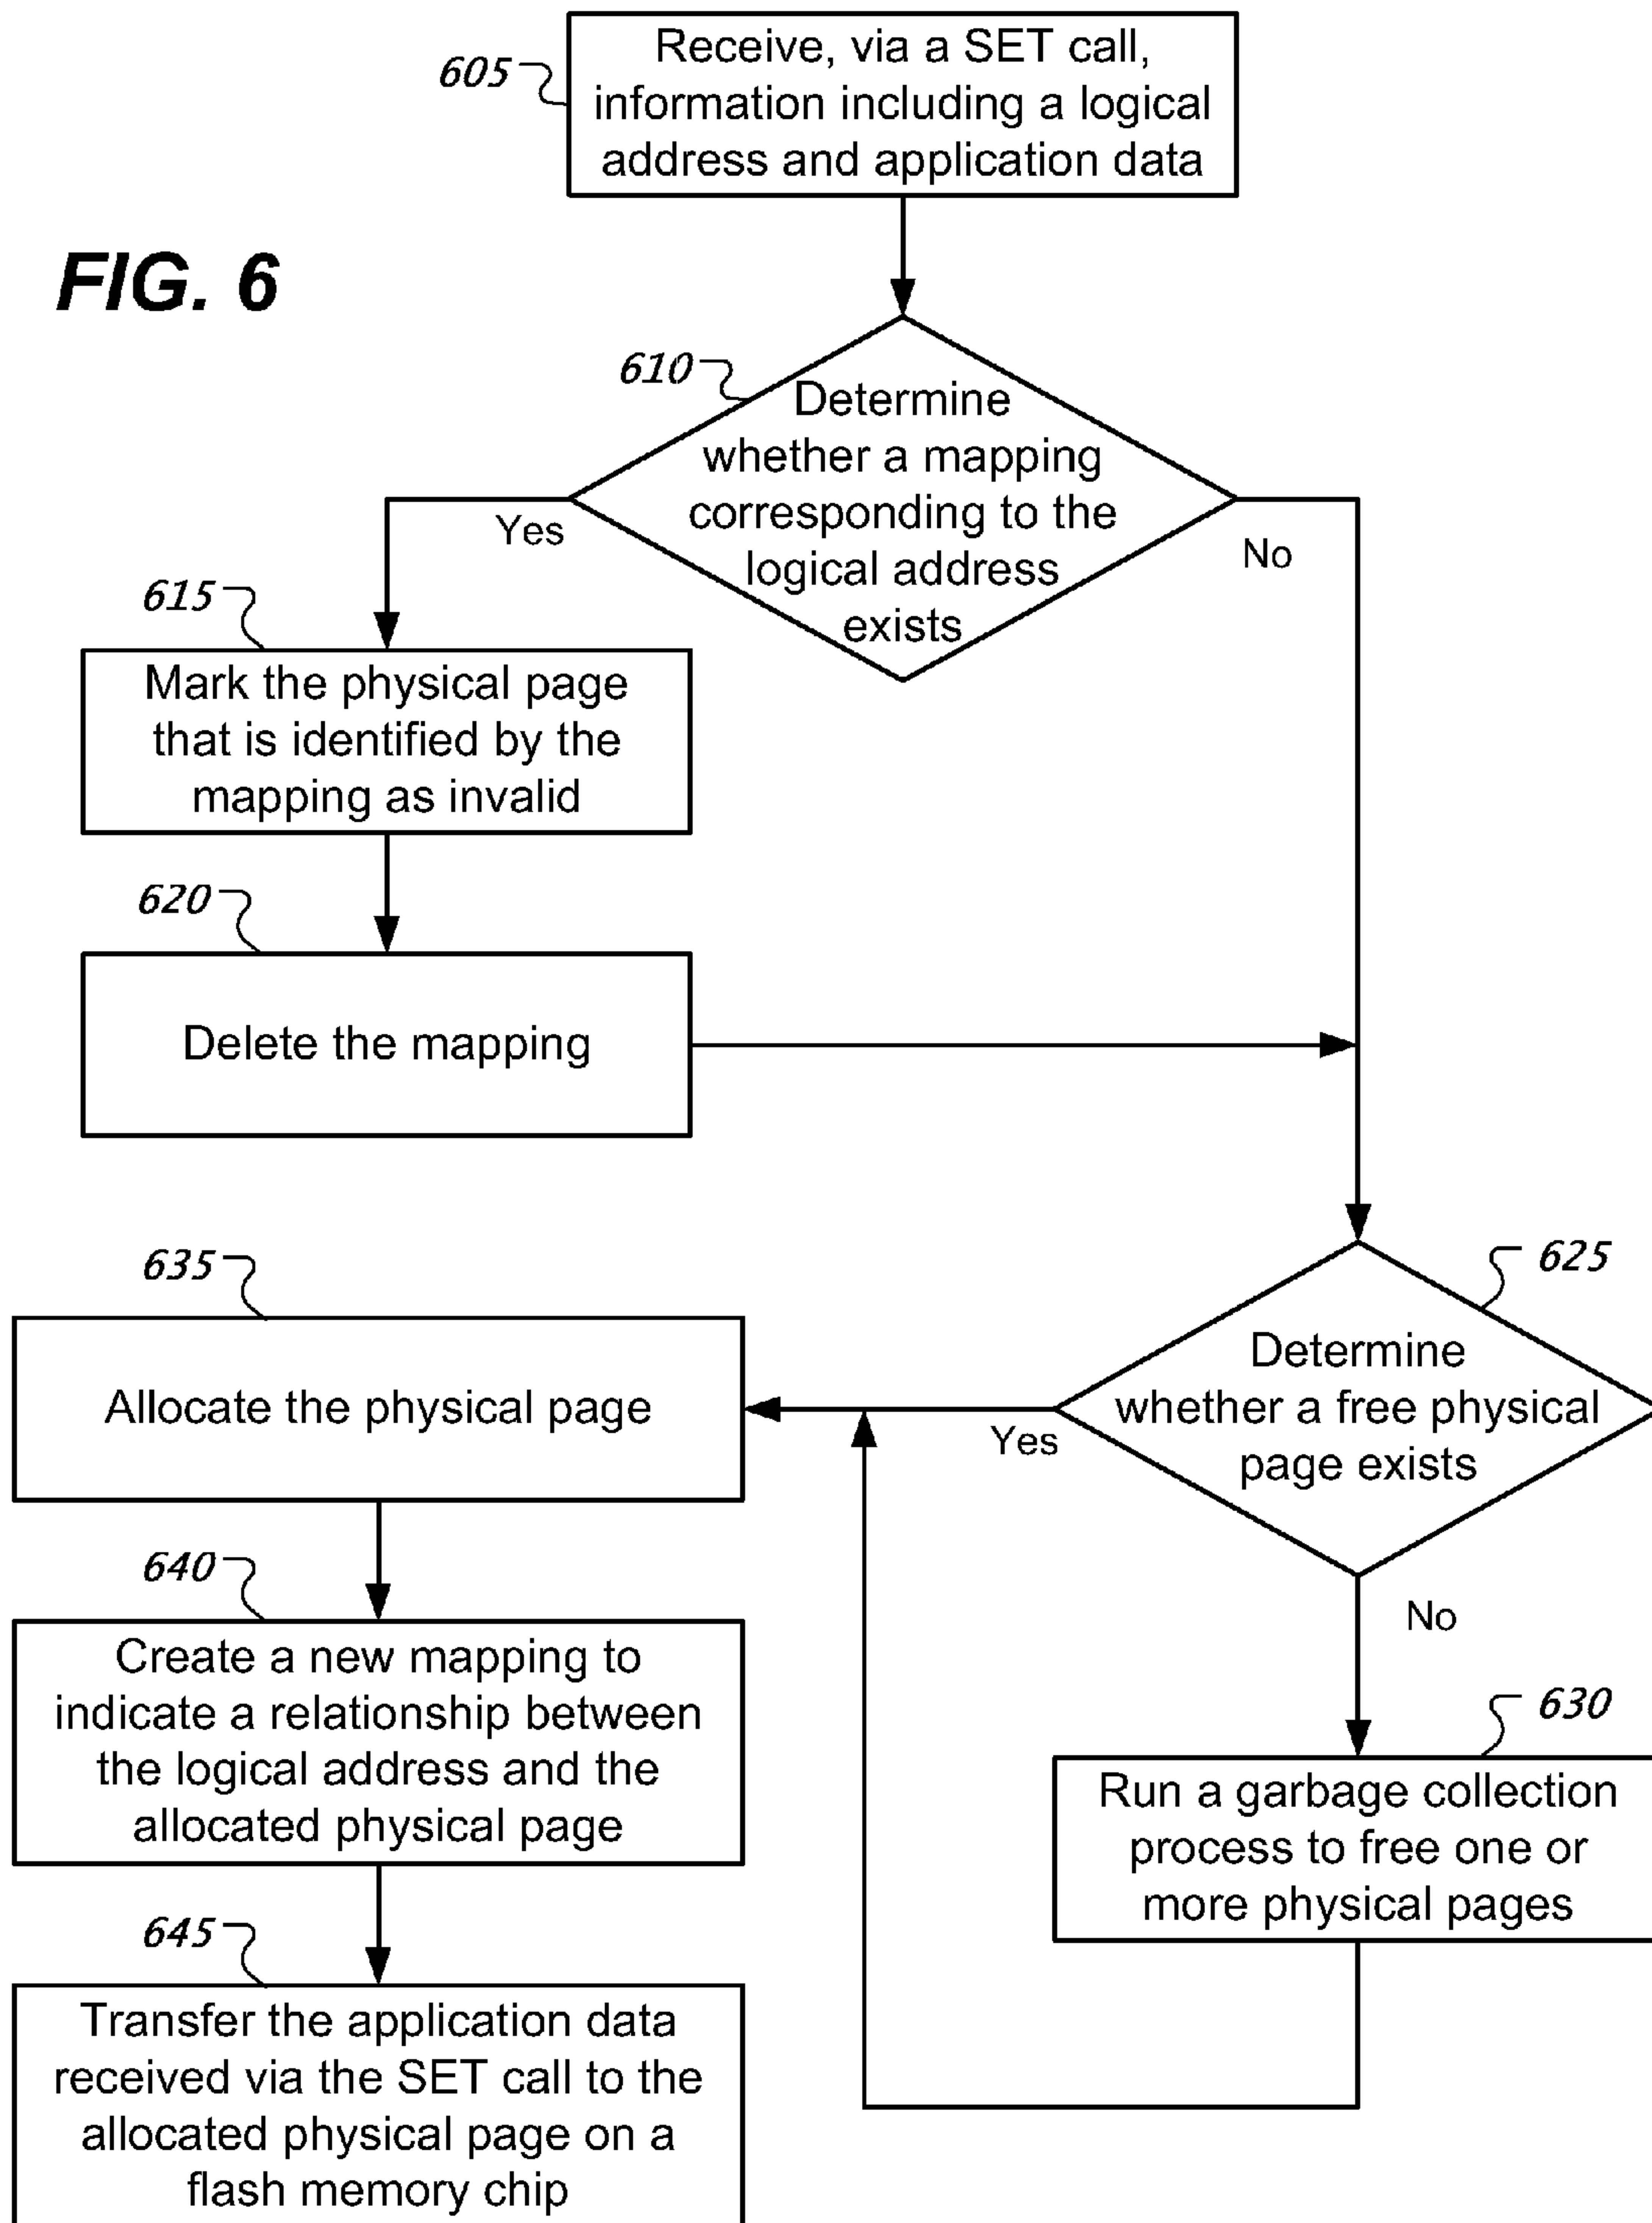 605
Receive, via a SET call,
information including a logical
address and application data
FIG. 6
610
Determine
whether a mapping
corresponding to the
logical address
exists
Yes
No
615
Mark the physical page
that is identified by the
mapping as invalid
620
Delete the mapping
625
Determine
whether a free physical
page exists
Yes
No
630
Run a garbage collection
process to free one or
more physical pages
635
Allocate the physical page
640
Create a new mapping to
indicate a relationship between
the logical address and the
allocated physical page
645
Transfer the application data
received via the SET call to the
allocated physical page on a
flash memory chip